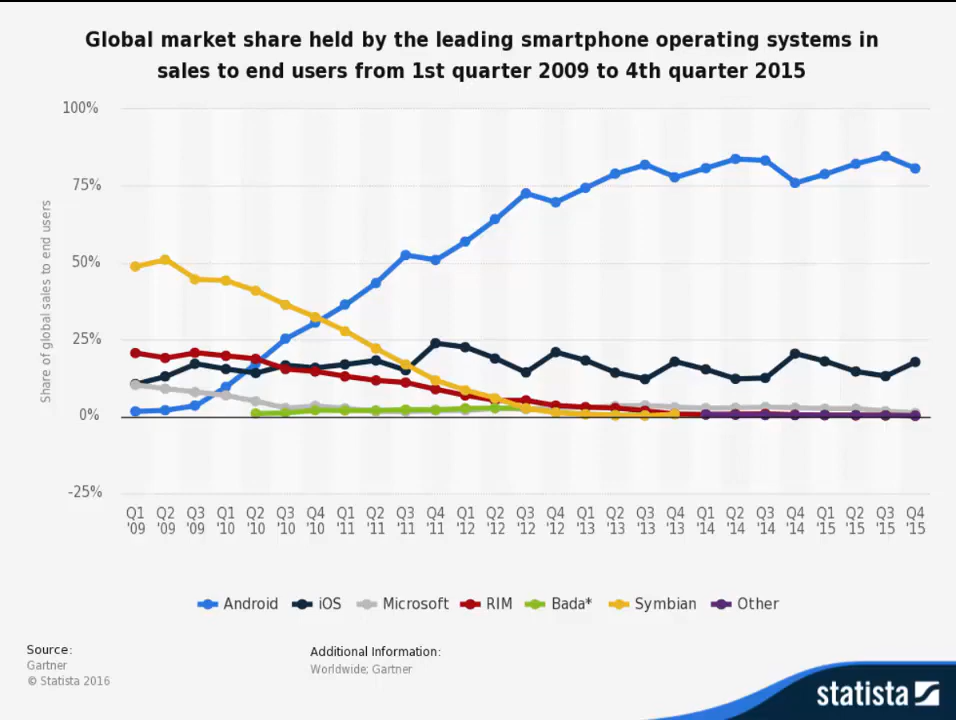 Global market share held by the leading smartphone operating systems in
sales to end users from 1st quarter 2009 to 4th quarter 2015
100%
75%
50%
25%
0%
-25%
Share of global sales to end users
Q1 Q2 Q3 Q1 Q2 Q3 Q4 Q1 Q2 Q3 Q4 Q1 Q2 Q3 Q4 Q1 Q2 Q3 Q4 Q1 Q2 Q3 Q4 Q1 Q2 Q3 Q4
'09 '09 '09 '10 '10 '10 '10 '11 '11 '11 '11 '12 '12 '12 '12 '13 '13 '13 '13 '14 '14 '14 '14 '15 '15 '15 '15
Android iOS Microsoft RIM Bada* Symbian Other
Source:
Gartner
© Statista 2016
Additional Information:
Worldwide; Gartner
statista